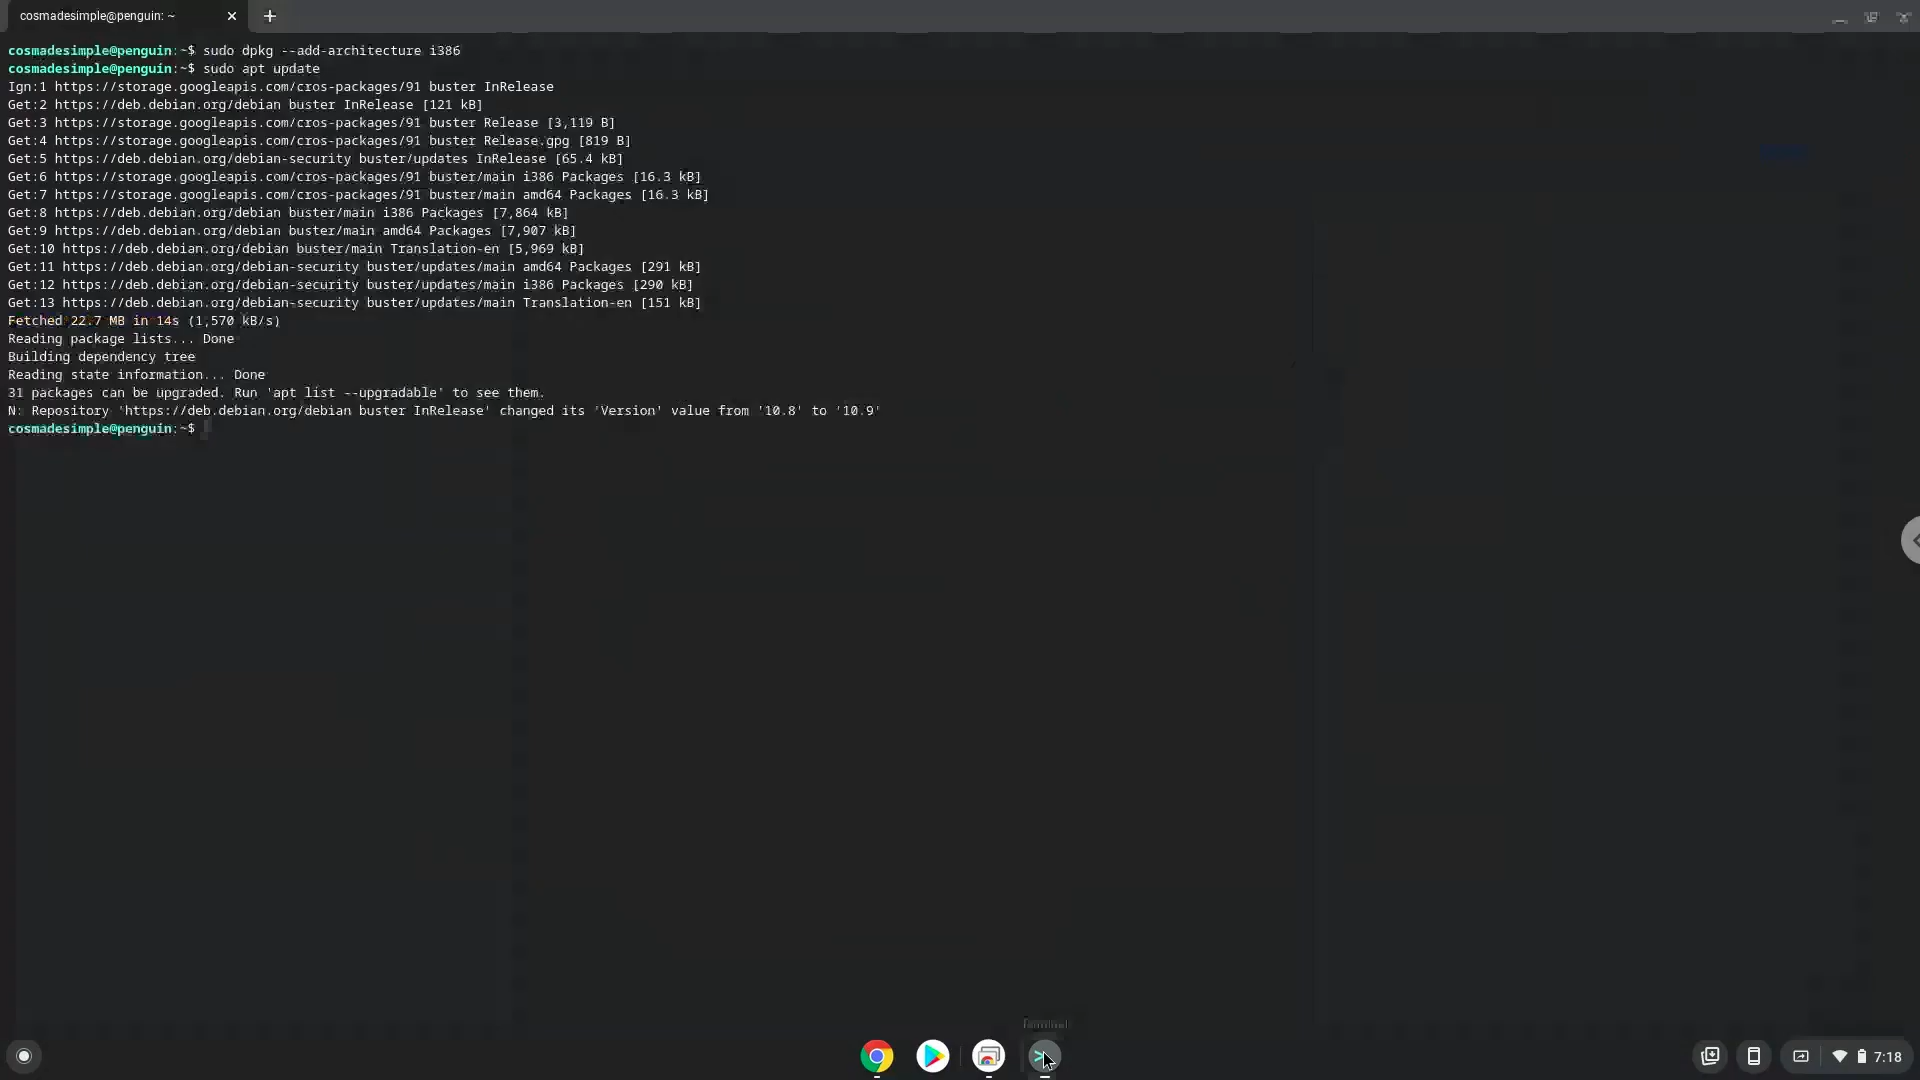 cosmadesimple@penguin: ~
cosmadesimple@penguin:~$ sudo dpkg --add-architecture i386
cosmadesimple@penguin:~$ sudo apt update
Ign:1 https://storage.googleapis.com/cros-packages/91 buster InRelease
Get:2 https://deb.debian.org/debian buster InRelease [121 kB]
Get:3 https://storage.googleapis.com/cros-packages/91 buster Release [3,119 B]
Get:4 https://storage.googleapis.com/cros-packages/91 buster Release.gpg [819 B]
Get:5 https://deb.debian.org/debian-security buster/updates InRelease [65.4 kB]
Get:6 https://storage.googleapis.com/cros-packages/91 buster/main i386 Packages [16.3 kB]
Get:7 https://storage.googleapis.com/cros-packages/91 buster/main amd64 Packages [16.3 kB]
Get:8 https://deb.debian.org/debian buster/main i386 Packages [7,864 kB]
Get:9 https://deb.debian.org/debian buster/main amd64 Packages [7,907 kB]
Get:10 https://deb.debian.org/debian buster/main Translation-en [5,969 kB]
Get:11 https://deb.debian.org/debian-security buster/updates/main amd64 Packages [291 kB]
Get:12 https://deb.debian.org/debian-security buster/updates/main i386 Packages [290 kB]
Get:13 https://deb.debian.org/debian-security buster/updates/main Translation-en [151 kB]
Fetched 22.7 MB in 14s (1,570 kB/s)
Reading package lists... Done
Building dependency tree
Reading state information... Done
31 packages can be upgraded. Run 'apt list --upgradable' to see them.
N: Repository 'https://deb.debian.org/debian buster InRelease' changed its 'Version' value from '10.8' to '10.9'
cosmadesimple@penguin:~$
Terminal
7:18